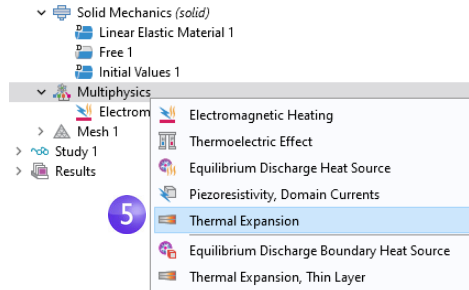 Solid Mechanics (solid)
Linear Elastic Material 1
Free 1
Initial Values 1
Multiphysics
Electrom
Electromagnetic Heating
Mesh 1
Thermoelectric Effect
Study 1
Equilibrium Discharge Heat Source
Results
Piezoresistivity, Domain Currents
5
Thermal Expansion
Equilibrium Discharge Boundary Heat Source
Thermal Expansion, Thin Layer